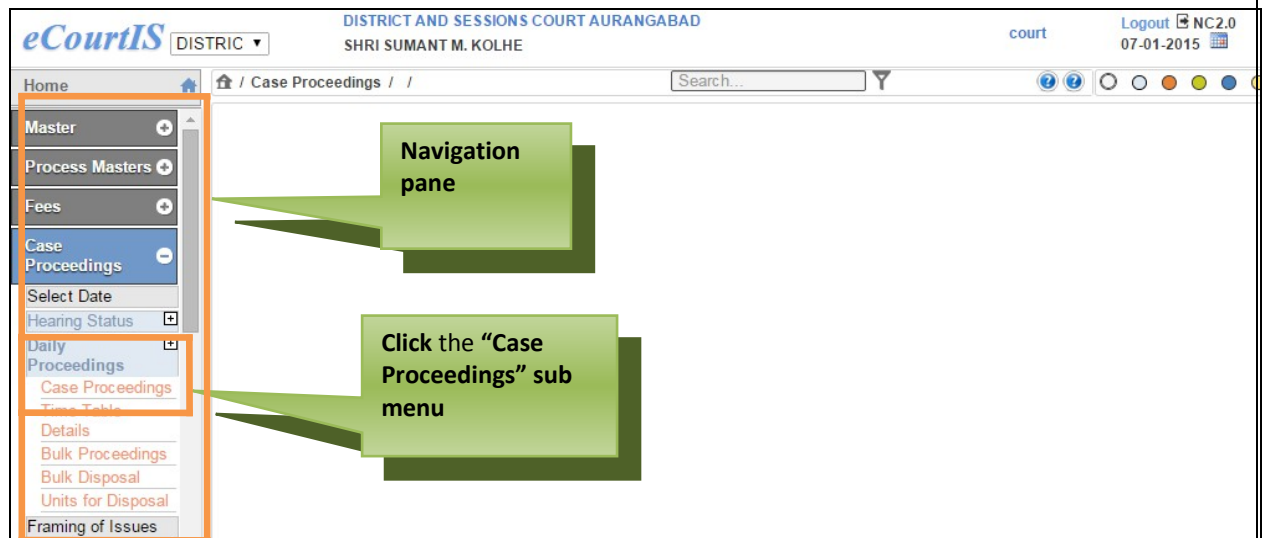 DISTRICT AND SESSIONS COURT AURANGABAD
eCourtIS DISTRIC
SHRI SUMANT M. KOLHE
court
Logout NC2.0
07-01-2015
Home
/ Case Proceedings / /
Search...
Master
Process Masters
Fees
Case
Proceedings
Select Date
Hearing Status
Daily
Proceedings
Case Proceedings
Time Table
Details
Bulk Proceedings
Bulk Disposal
Units for Disposal
Framing of Issues
Navigation
pane
Click the “Case
Proceedings” sub
menu